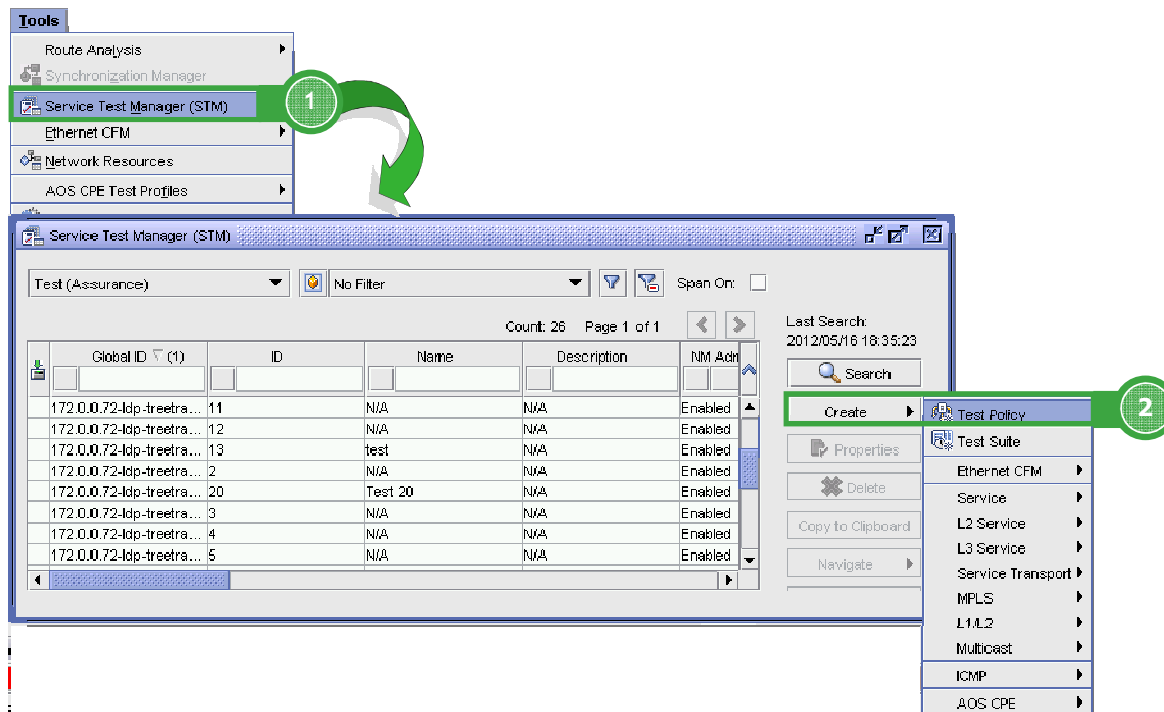 Tools
Route Analysis
Synchronization Manager
Service Test Manager (STM)
1
Ethernet CFM
Network Resources
AOS CPE Test Profiles
Service Test Manager (STM)
Test (Assurance)
No Filter
Span On:
Count: 26 Page 1 of 1
Last Search:
2012/05/16 16:35:23
Global ID (1) ID Name Description NM Adm
Search
172.0.0.72-ldp-treetra... 11 N/A N/A Enabled
172.0.0.72-ldp-treetra... 12 N/A N/A Enabled
172.0.0.72-ldp-treetra... 13 test N/A Enabled
172.0.0.72-ldp-treetra... 2 N/A N/A Enabled
172.0.0.72-ldp-treetra... 20 Test 20 N/A Enabled
172.0.0.72-ldp-treetra... 3 N/A N/A Enabled
172.0.0.72-ldp-treetra... 4 N/A N/A Enabled
172.0.0.72-ldp-treetra... 5 N/A N/A Enabled
Create
Properties
Delete
Copy to Clipboard
Navigate
Test Policy
2
Test Suite
Ethernet CFM
Service
L2 Service
L3 Service
Service Transport
MPLS
L1/L2
Multicast
ICMP
AOS CPE